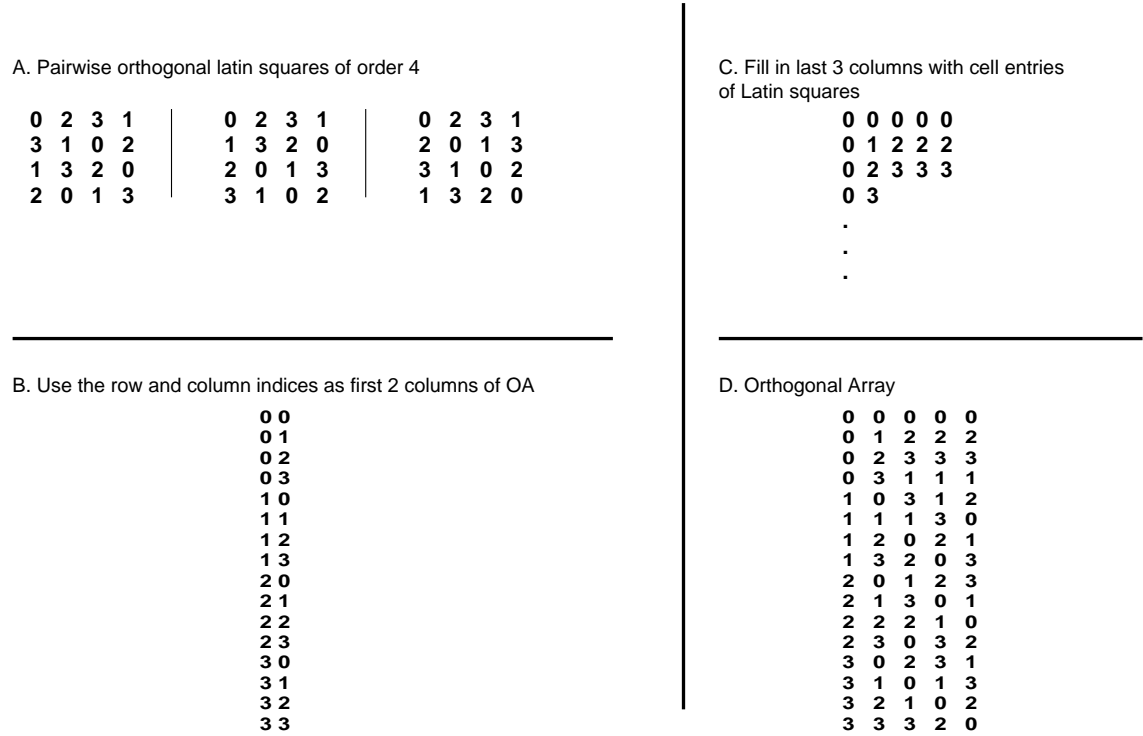 A. Pairwise orthogonal latin squares of order 4
0 2 3 1 0 2 3 1 0 2 3 1
3 1 0 2 1 3 2 0 2 0 1 3
1 3 2 0 2 0 1 3 3 1 0 2
2 0 1 3 3 1 0 2 1 3 2 0
B. Use the row and column indices as first 2 columns of OA
0 0
0 1
0 2
0 3
1 0
1 1
1 2
1 3
2 0
2 1
2 2
2 3
3 0
3 1
3 2
3 3
C. Fill in last 3 columns with cell entries
of Latin squares
0 0 0 0 0
0 1 2 2 2
0 2 3 3 3
0 3
.
.
.
D. Orthogonal Array
0 0 0 0 0
0 1 2 2 2
0 2 3 3 3
0 3 1 1 1
1 0 3 1 2
1 1 1 3 0
1 2 0 2 1
1 3 2 0 3
2 0 1 2 3
2 1 3 0 1
2 2 2 1 0
2 3 0 3 2
3 0 2 3 1
3 1 0 1 3
3 2 1 0 2
3 3 3 2 0